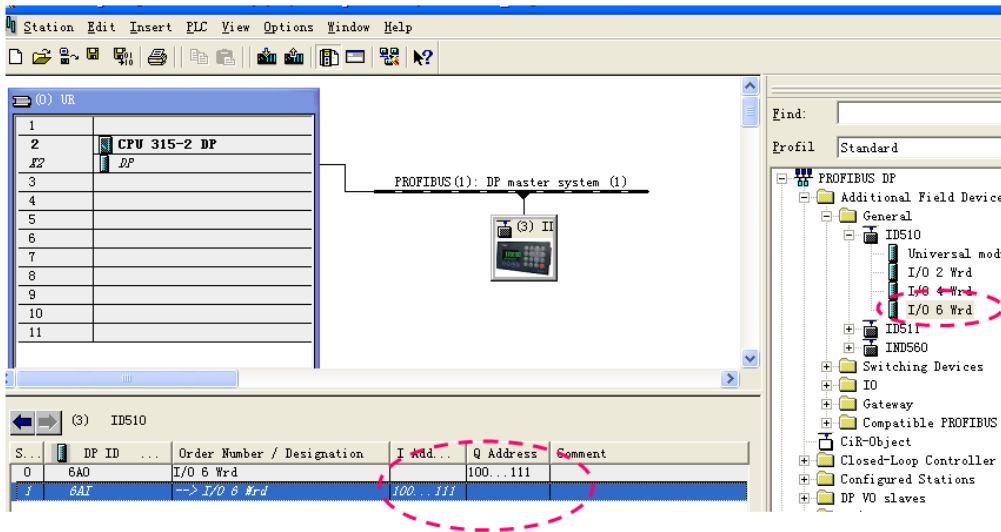 Station Edit Insert PLC View Options Window Help
(0) UR
1
2 CPU 315-2 DP
X2 DP
3
4
5
6
7
8
9
10
11
PROFIBUS(1): DP master system (1)
(3) II
Find:
Profil Standard
PROFIBUS DP
Additional Field Device
General
ID510
Universal mod
I/O 2 Wrd
I/O 4 Wrd
I/O 6 Wrd
ID511
IND560
Switching Devices
IO
Gateway
Compatible PROFIBUS
CiR-Object
Closed-Loop Controller
Configured Stations
DP V0 slaves
(3) ID510
S... DP ID ... Order Number / Designation I Add... Q Address Comment
0 6AO I/O 6 Wrd 100...111
1 6AI --> I/O 6 Wrd 100...111